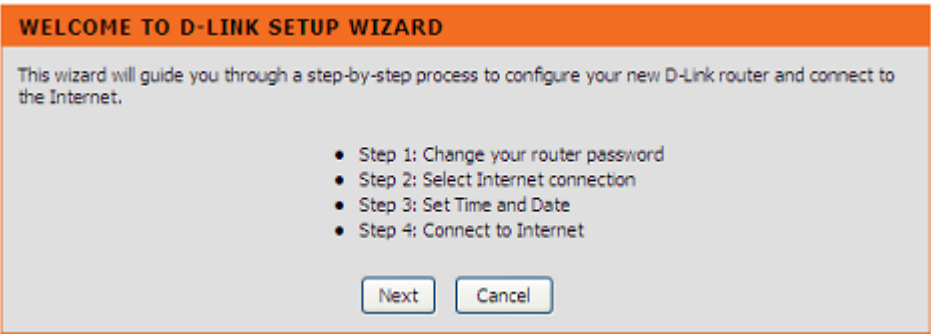 WELCOME TO D-LINK SETUP WIZARD
This wizard will guide you through a step-by-step process to configure your new D-Link router and connect to
the Internet.
• Step 1: Change your router password
• Step 2: Select Internet connection
• Step 3: Set Time and Date
• Step 4: Connect to Internet
Next Cancel